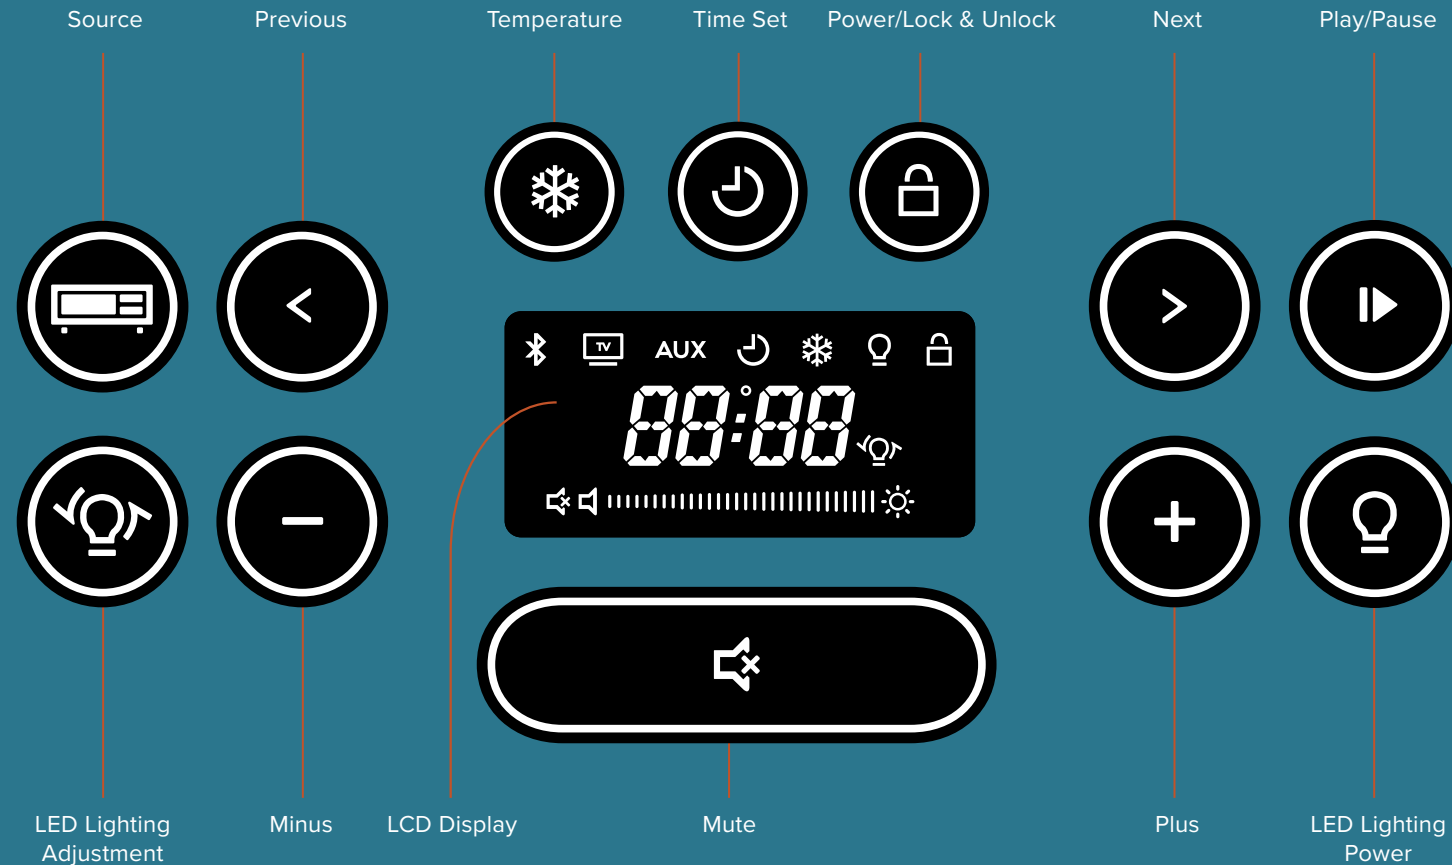 Source
Previous
Temperature
Time Set
Power/Lock & Unlock
Next
Play/Pause
TV
AUX
88:88
LED Lighting
Adjustment
Minus
LCD Display
Mute
Plus
LED Lighting
Power